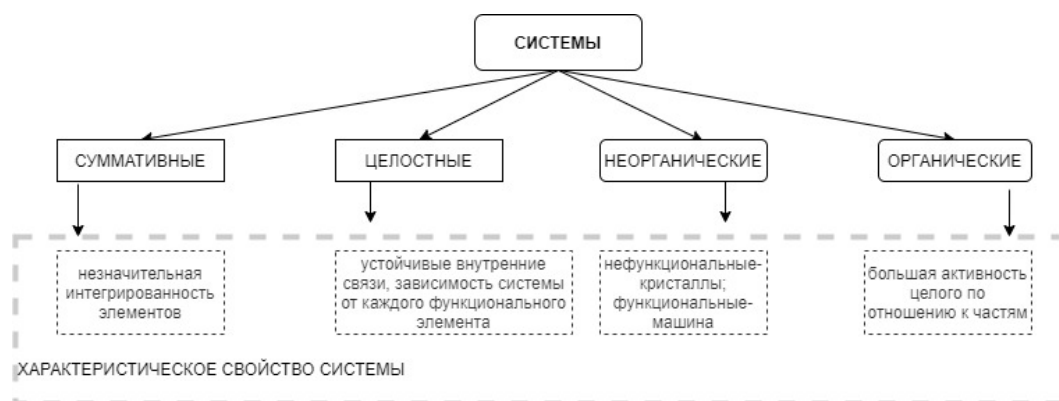 СИСТЕМЫ
СУММАТИВНЫЕ
ЦЕЛОСТНЫЕ
НЕОРГАНИЧЕСКИЕ
ОРГАНИЧЕСКИЕ
незначительная
интегрированность
элементов
устойчивые внутренние
связи, зависимость системы
от каждого функционального
элемента
нефункциональные-
кристаллы;
функциональные-
машина
большая активность
целого по
отношению к частям
ХАРАКТЕРИСТИЧЕСКОЕ СВОЙСТВО СИСТЕМЫ